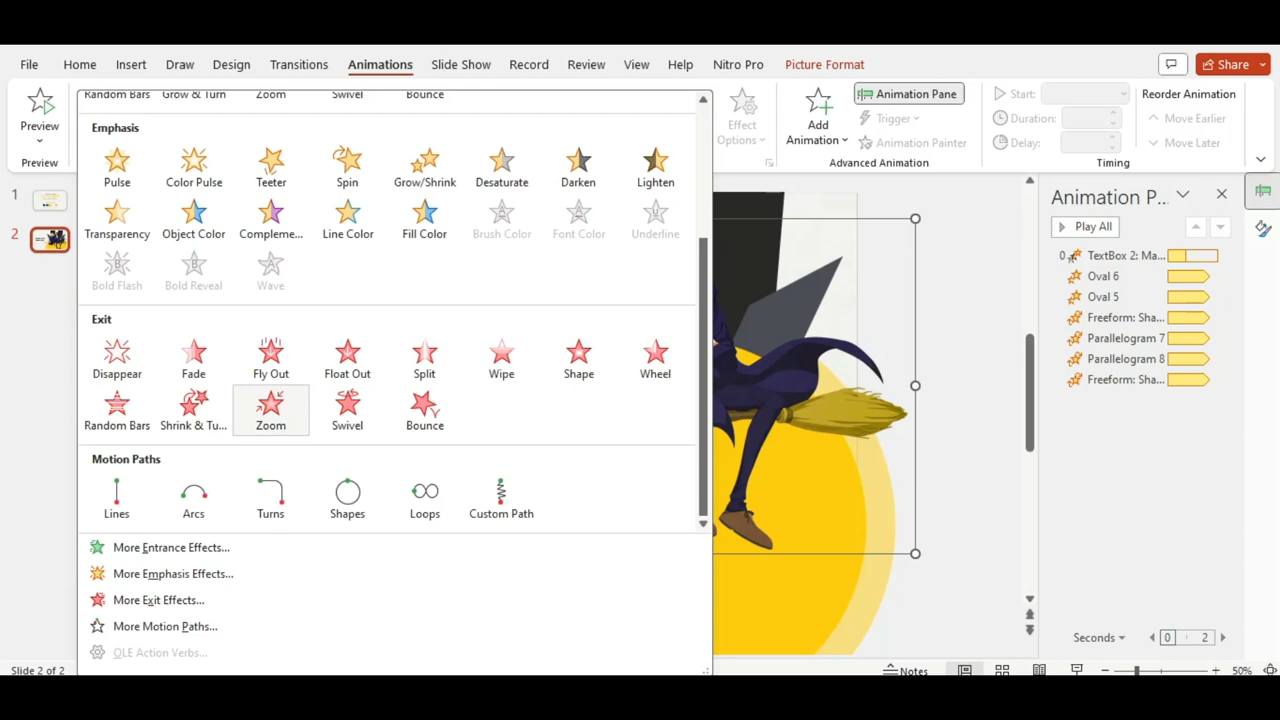 File Home Insert Draw Design Transitions Animations Slide Show Record Review View Help Nitro Pro Picture Format Share
Preview
Preview
Random Bars Grow & Turn Zoom Swivel Bounce
Emphasis
Pulse Color Pulse Teeter Spin Grow/Shrink Desaturate Darken Lighten
Transparency Object Color Compleme... Line Color Fill Color Brush Color Font Color Underline
Bold Flash Bold Reveal Wave
Exit
Disappear Fade Fly Out Float Out Split Wipe Shape Wheel
Random Bars Shrink & Tu... Zoom Swivel Bounce
Motion Paths
Lines Arcs Turns Shapes Loops Custom Path
More Entrance Effects...
More Emphasis Effects...
More Exit Effects...
More Motion Paths...
OLE Action Verbs...
Effect
Options
Add
Animation
Animation Pane
Trigger
Animation Painter
Advanced Animation
Start:
Duration:
Delay:
Reorder Animation
Move Earlier
Move Later
Timing
1
2
Animation P...
Play All
0 TextBox 2: Ma...
Oval 6
Oval 5
Freeform: Sha...
Parallelogram 7
Parallelogram 8
Freeform: Sha...
Seconds 0 2
Slide 2 of 2 Notes 50%